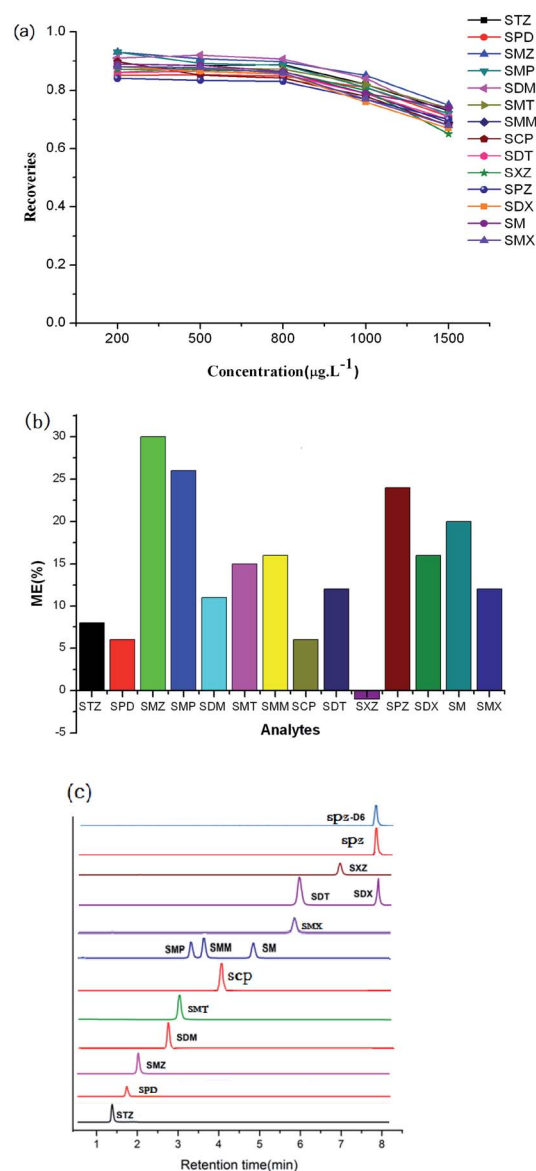 (a)
1.0
0.8
0.6
0.4
0.2
0.0
Recoveries
200 500 800 1000 1500
Concentration(µg.L⁻¹)
STZ
SPD
SMZ
SMP
SDM
SMT
SMM
SCP
SDT
SXZ
SPZ
SDX
SM
SMX
(b)
30
25
20
15
10
5
0
-5
ME(%)
STZ SPD SMZ SMP SDM SMT SMM SCP SDT SXZ SPZ SDX SM SMX
Analytes
(c)
spz-D6
spz
SXZ
SDT SDX
SMX
SMP SMM SM
scp
SMT
SDM
SMZ
SPD
STZ
1 2 3 4 5 6 7 8
Retention time(min)